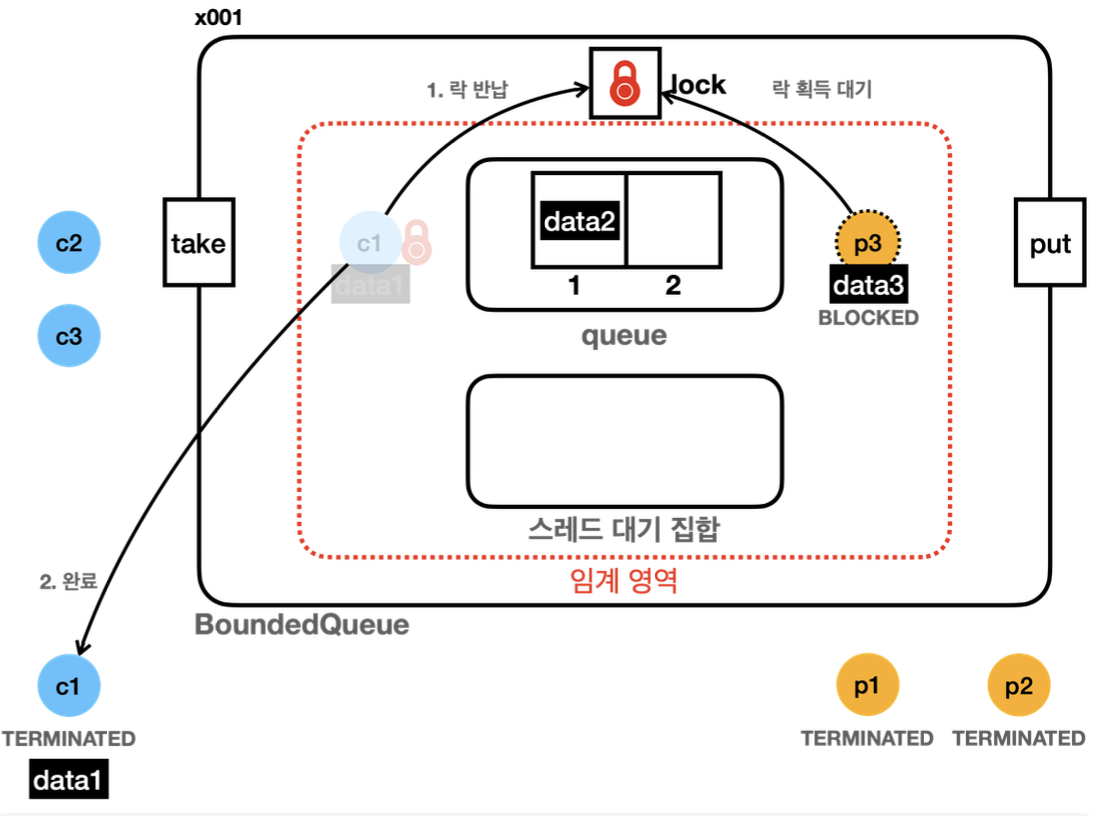 x001
1. 락 반납
lock
락 획득 대기
c2
take
c1
data1
data2
p3
put
data3
1
2
BLOCKED
c3
queue
스레드 대기 집합
2. 완료
임계 영역
BoundedQueue
c1
p1
p2
TERMINATED
TERMINATED
TERMINATED
data1